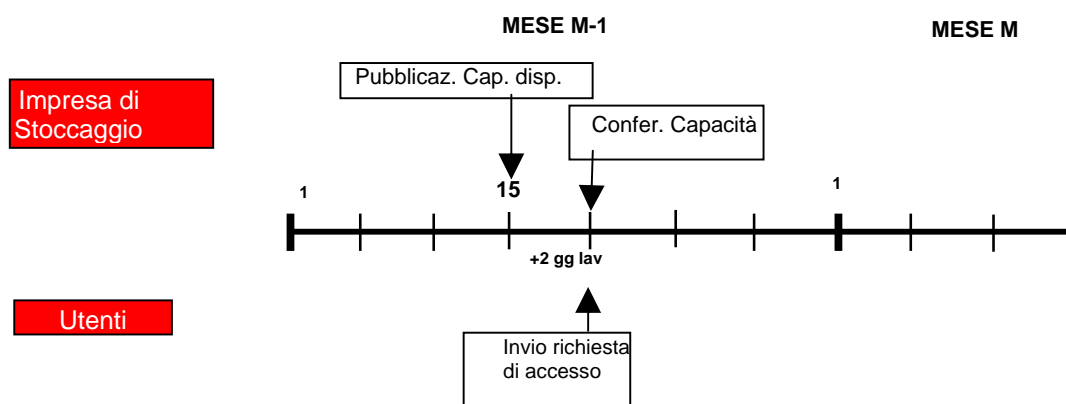 MESE M-1
MESE M
Pubblicaz. Cap. disp.
Impresa di
Stoccaggio
Confer. Capacità
1
15
1
+2 gg lav
Utenti
Invio richiesta
di accesso